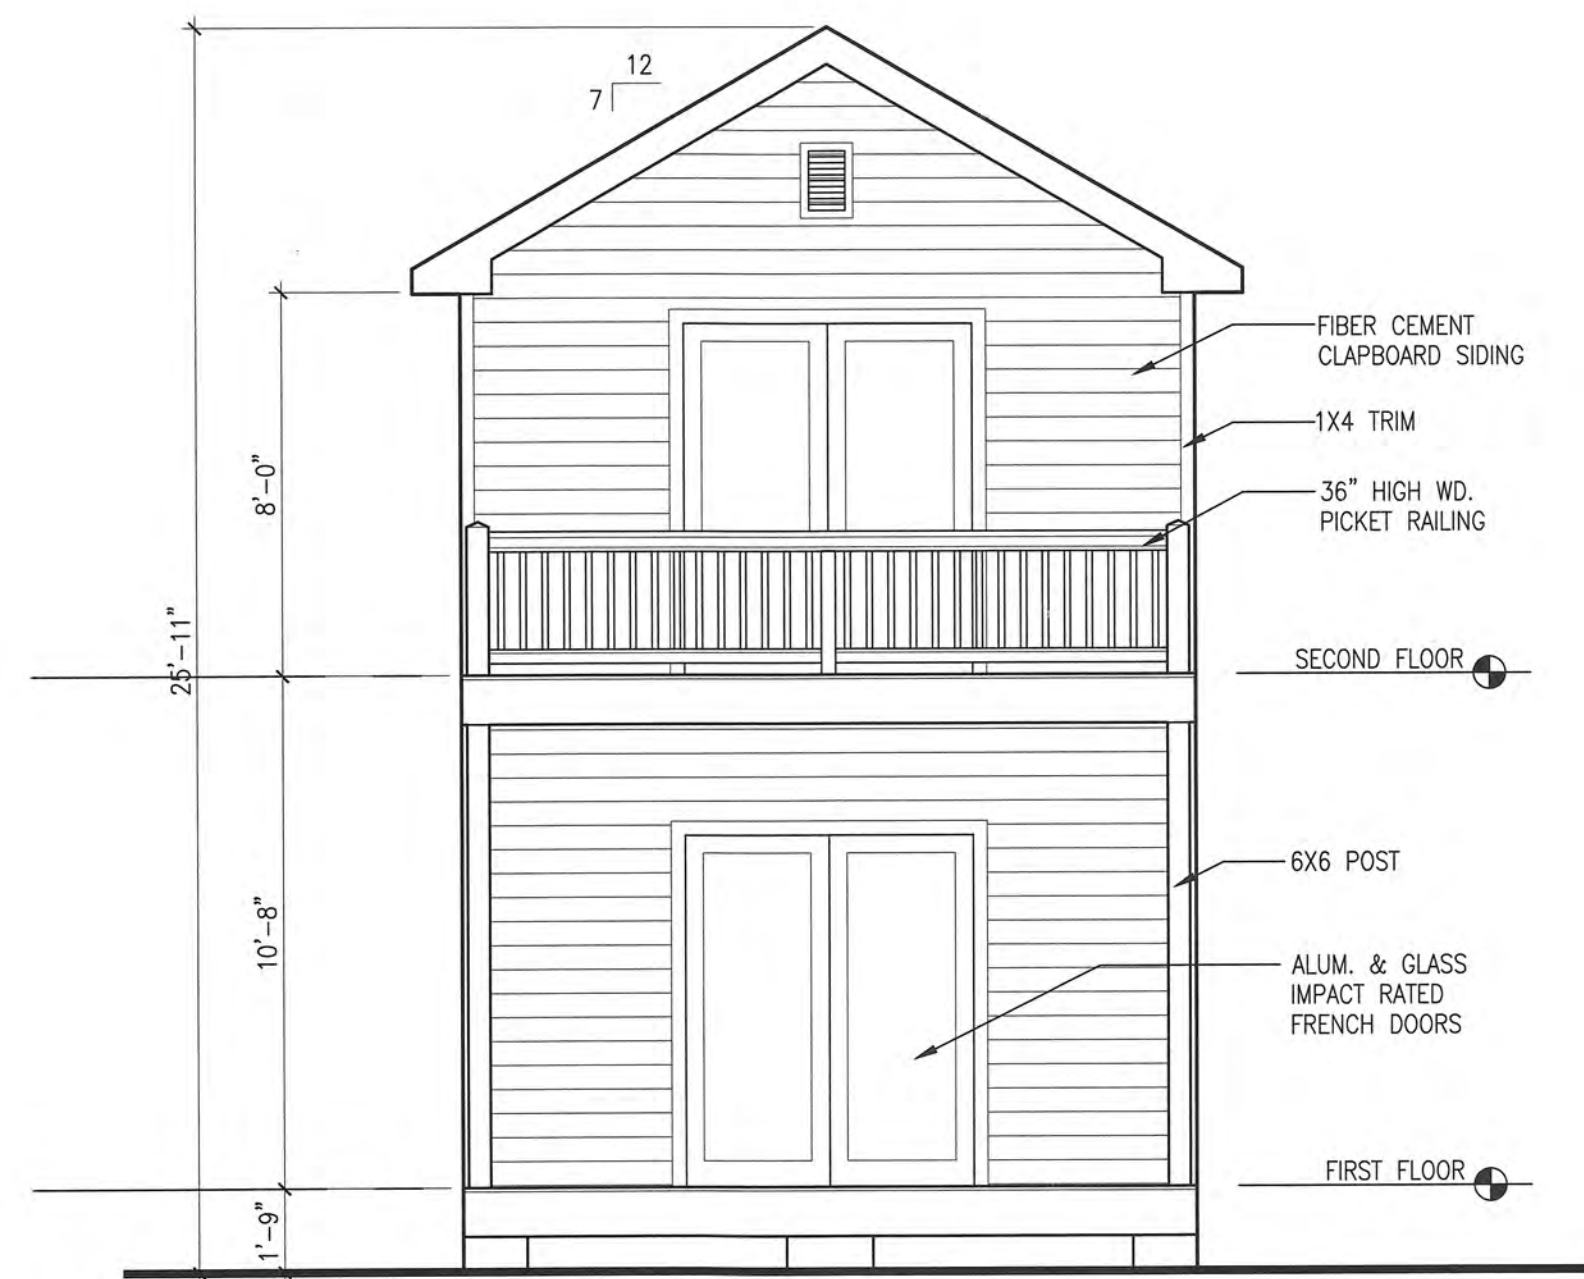 12
7
FIBER CEMENT
CLAPBOARD SIDING
1X4 TRIM
8'-0"
36" HIGH WD.
PICKET RAILING
25'-11"
SECOND FLOOR
6X6 POST
10'-8"
ALUM. & GLASS
IMPACT RATED
FRENCH DOORS
FIRST FLOOR
1'-9"